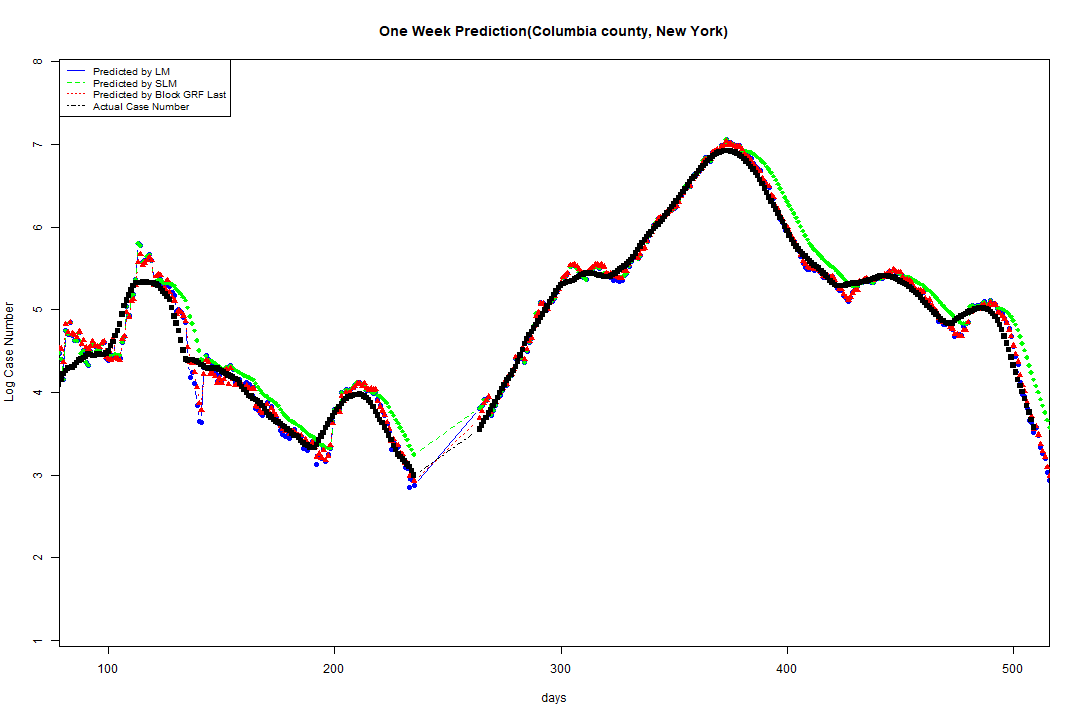 One Week Prediction(Columbia county, New York)
Predicted by LM
Predicted by SLM
Predicted by Block GRF Last
Actual Case Number
8
7
6
5
4
3
2
1
Log Case Number
100 200 300 400 500
days